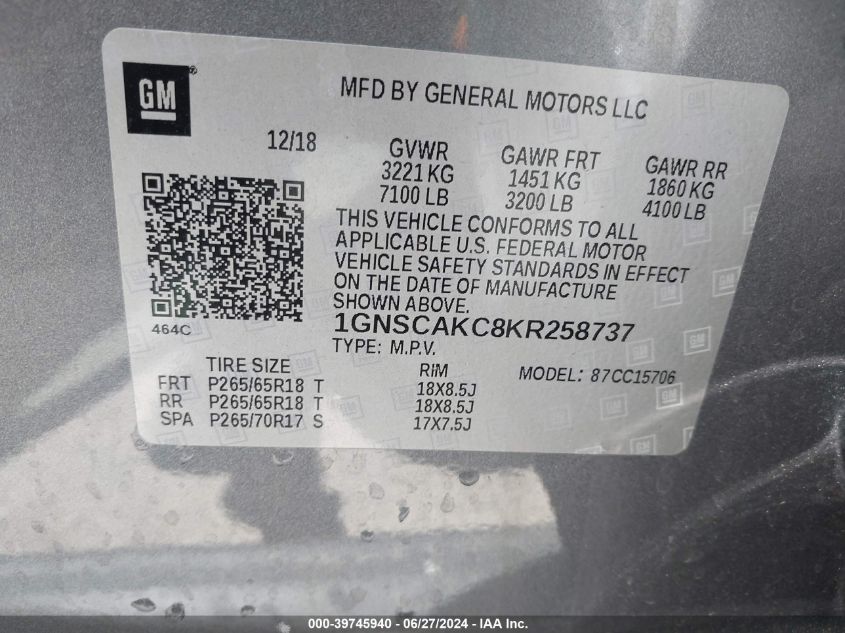 GM
MFD BY GENERAL MOTORS LLC
12/18
GVWR
3221 KG
7100 LB
GAWR FRT
1451 KG
3200 LB
GAWR RR
1860 KG
4100 LB
THIS VEHICLE CONFORMS TO ALL
APPLICABLE U.S. FEDERAL MOTOR
VEHICLE SAFETY STANDARDS IN EFFECT
ON THE DATE OF MANUFACTURE
SHOWN ABOVE.
464C
1GNSCAKC8KR258737
TYPE: M.P.V.
TIRE SIZE
RIM
MODEL: 87CC15706
FRT P265/65R18 T 18X8.5J
RR P265/65R18 T 18X8.5J
SPA P265/70R17 S 17X7.5J
000-39745940 - 06/27/2024 - IAA Inc.